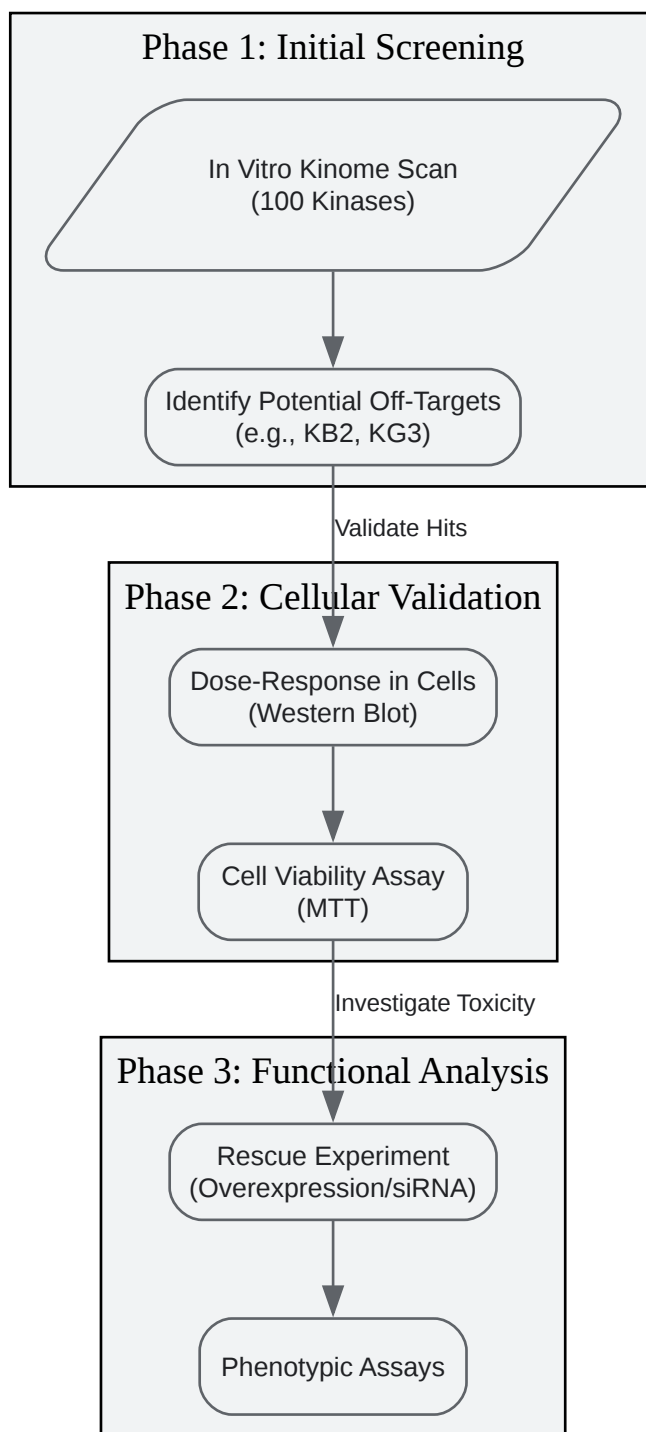 Phase 1: Initial Screening
In Vitro Kinome Scan
(100 Kinases)
Identify Potential Off-Targets
(e.g., KB2, KG3)
Validate Hits
Phase 2: Cellular Validation
Dose-Response in Cells
(Western Blot)
Cell Viability Assay
(MTT)
Investigate Toxicity
Phase 3: Functional Analysis
Rescue Experiment
(Overexpression/siRNA)
Phenotypic Assays